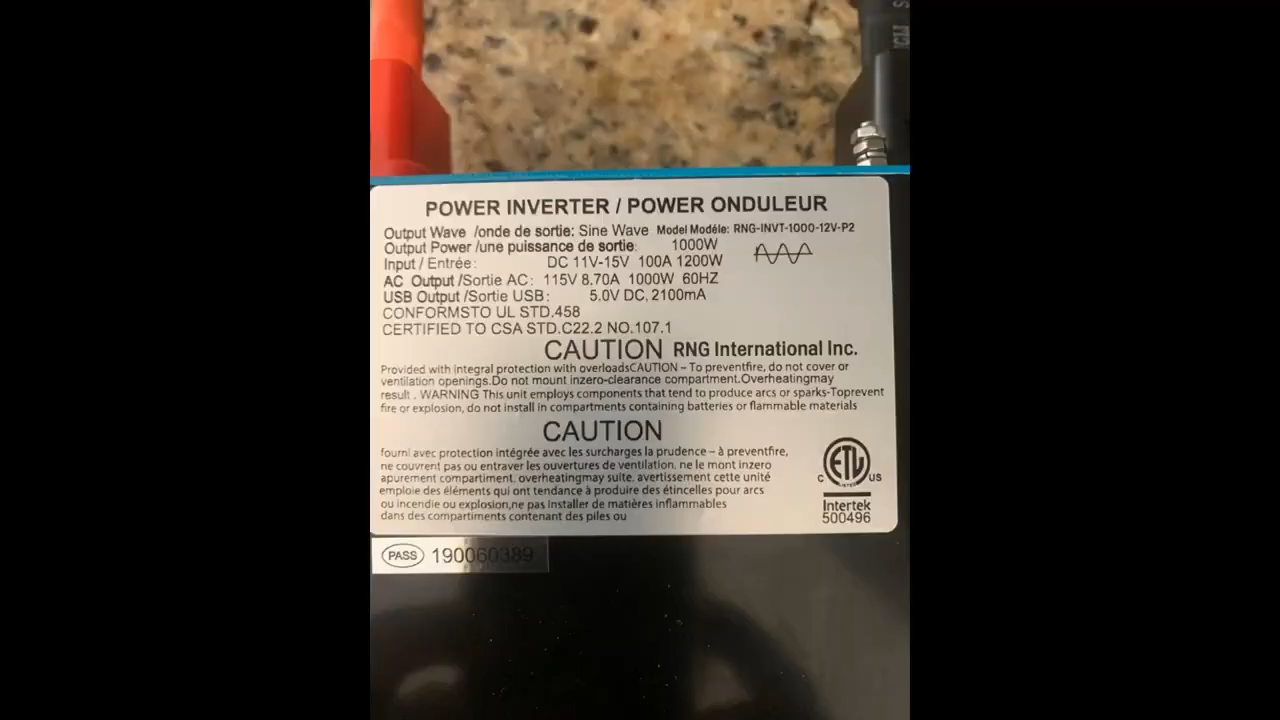 POWER INVERTER / POWER ONDULEUR
Output Wave /onde de sortie: Sine Wave Model Modéle: RNG-INVT-1000-12V-P2
Output Power /une puissance de sortie: 1000W
Input / Entrée: DC 11V-15V 100A 1200W
AC Output /Sortie AC: 115V 8.70A 1000W 60HZ
USB Output /Sortie USB: 5.0V DC, 2100mA
CONFORMSTO UL STD.458
CERTIFIED TO CSA STD.C22.2 NO.107.1
CAUTION RNG International Inc.
Provided with integral protection with overloadsCAUTION – To preventfire, do not cover or
ventilation openings.Do not mount inzero-clearance compartment.Overheatingmay
result . WARNING This unit employs components that tend to produce arcs or sparks-Toprevent
fire or explosion, do not install in compartments containing batteries or flammable materials
CAUTION
fourni avec protection intégrée avec les surcharges la prudence – à preventfire,
ne couvrent pas ou entraver les ouvertures de ventilation. ne le mont inzero
apurement compartiment. overheatingmay suite. avertissement cette unité
emploie des éléments qui ont tendance à produire des étincelles pour arcs
ou incendie ou explosion,ne pas installer de matières inflammables
dans des compartiments contenant des piles ou
ETL
C US
Intertek
500496
PASS 190060389